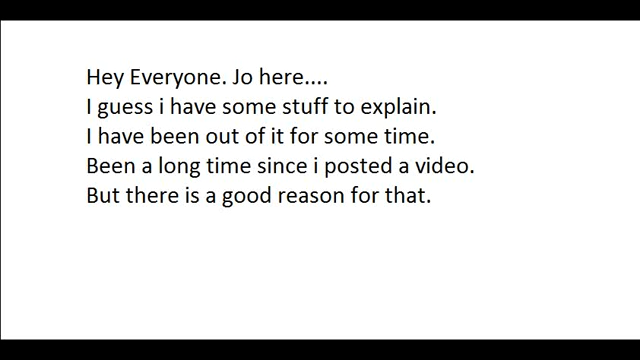 Hey Everyone. Jo here....
I guess i have some stuff to explain.
I have been out of it for some time.
Been a long time since i posted a video.
But there is a good reason for that.